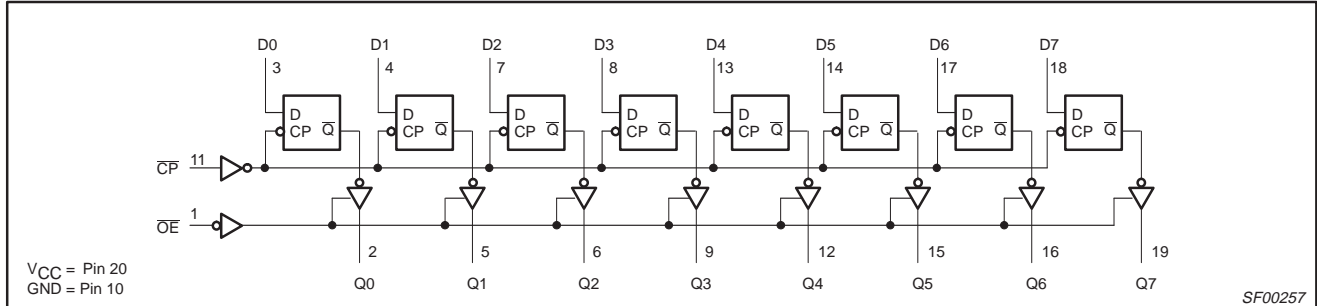 D0 D1 D2 D3 D4 D5 D6 D7
3 4 7 8 13 14 17 18
D D D D D D D D
CP Q̅ CP Q̅ CP Q̅ CP Q̅ CP Q̅ CP Q̅ CP Q̅ CP Q̅
C̅P̅ 11
O̅E̅ 1
2 5 6 9 12 15 16 19
Q0 Q1 Q2 Q3 Q4 Q5 Q6 Q7
VCC = Pin 20
GND = Pin 10
SF00257